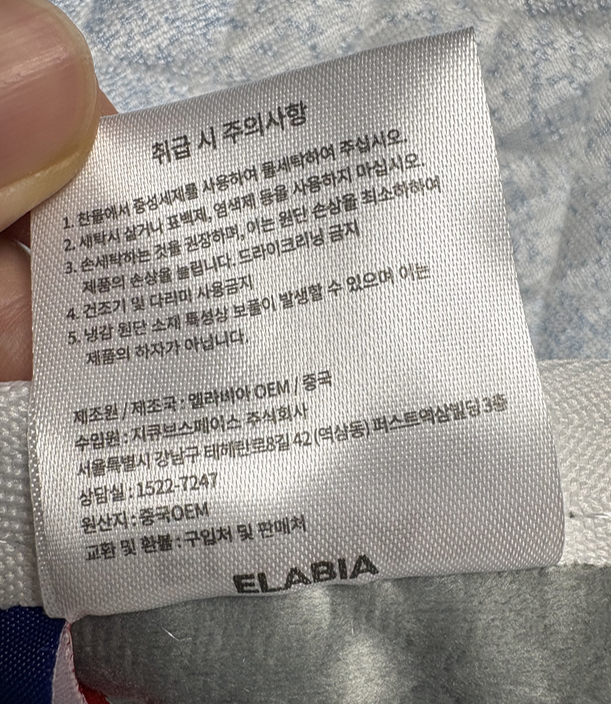 취급 시 주의사항
1. 찬물에서 중성세제를 사용하여 물세탁하여 주십시오.
2. 세탁시 삶거나 표백제, 염색제 등을 사용하지 마십시오.
3. 손세탁하는 것을 권장하며, 이는 원단 손상을 최소화하여
제품의 손상을 늘립니다. 드라이크리닝 금지
4. 건조기 및 다리미 사용금지
5. 냉감 원단 소재 특성상 보풀이 발생할 수 있으며 이는
제품의 하자가 아닙니다.
제조원 / 제조국 : 엘라비아 OEM / 중국
수입원 : 지큐브스페이스 주식회사
서울특별시 강남구 테헤란로8길 42 (역삼동) 퍼스트역삼빌딩 3층
상담실 : 1522-7247
원산지 : 중국OEM
교환 및 환불 : 구입처 및 판매처
ELABIA